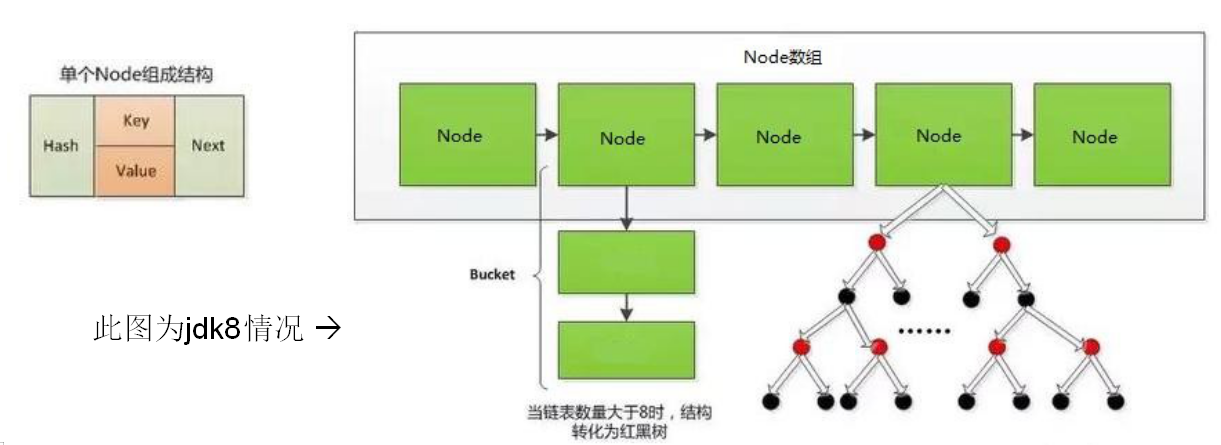 单个Node组成结构
Hash
Key
Value
Next
Node数组
Node
Node
Node
Node
Node
Bucket
此图为jdk8情况 →
……
当链表数量大于8时，结构
转化为红黑树